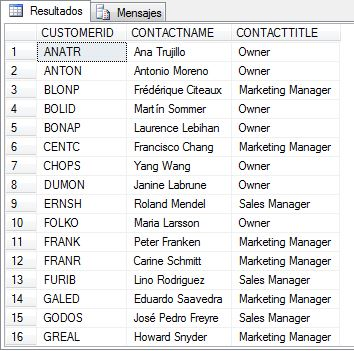 Resultados Mensajes
CUSTOMERID CONTACTNAME CONTACTTITLE
1 ANATR Ana Trujillo Owner
2 ANTON Antonio Moreno Owner
3 BLONP Frédérique Citeaux Marketing Manager
4 BOLID Martín Sommer Owner
5 BONAP Laurence Lebihan Owner
6 CENTC Francisco Chang Marketing Manager
7 CHOPS Yang Wang Owner
8 DUMON Janine Labrune Owner
9 ERNSH Roland Mendel Sales Manager
10 FOLKO Maria Larsson Owner
11 FRANK Peter Franken Marketing Manager
12 FRANR Carine Schmitt Marketing Manager
13 FURIB Lino Rodriguez Sales Manager
14 GALED Eduardo Saavedra Marketing Manager
15 GODOS José Pedro Freyre Sales Manager
16 GREAL Howard Snyder Marketing Manager